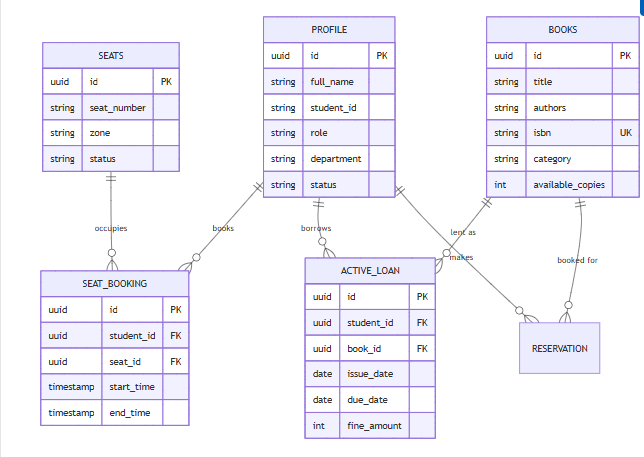 SEATS
uuid id PK
string seat_number
string zone
string status
PROFILE
uuid id PK
string full_name
string student_id
string role
string department
string status
BOOKS
uuid id PK
string title
string authors
string isbn UK
string category
int available_copies
occupies
books
borrows
lent as
makes
booked for
SEAT_BOOKING
uuid id PK
uuid student_id FK
uuid seat_id FK
timestamp start_time
timestamp end_time
ACTIVE_LOAN
uuid id PK
uuid student_id FK
uuid book_id FK
date issue_date
date due_date
int fine_amount
RESERVATION